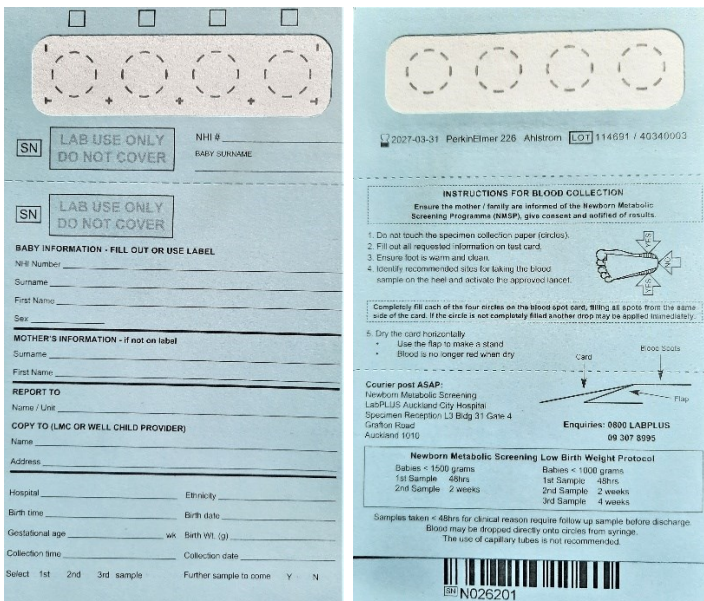 SN
LAB USE ONLY
DO NOT COVER
NHI #
BABY SURNAME
SN
LAB USE ONLY
DO NOT COVER
BABY INFORMATION - FILL OUT OR USE LABEL
NHI Number
Surname
First Name
Sex
MOTHER'S INFORMATION - if not on label
Surname
First Name
REPORT TO
Name / Unit
COPY TO (LMC OR WELL CHILD PROVIDER)
Name
Address
Hospital Ethnicity
Birth time Birth date
Gestational age wk Birth Wt. (g)
Collection time Collection date
Select 1st 2nd 3rd sample Further sample to come Y N
2027-03-31 PerkinElmer 226 Ahlstrom LOT 114691 / 40340003
INSTRUCTIONS FOR BLOOD COLLECTION
Ensure the mother / family are informed of the Newborn Metabolic
Screening Programme (NMSP), give consent and notified of results.
1. Do not touch the specimen collection paper (circles).
2. Fill out all requested information on test card.
3. Ensure foot is warm and clean.
4. Identify recommended sites for taking the blood
sample on the heel and activate the approved lancet.
YES
NO
YES
Completely fill each of the four circles on the blood spot card, filling all spots from the same
side of the card. If the circle is not completely filled another drop may be applied immediately.
5. Dry the card horizontally
• Use the flap to make a stand
• Blood is no longer red when dry
Card
Blood Spots
Flap
Courier post ASAP:
Newborn Metabolic Screening
LabPLUS Auckland City Hospital
Specimen Reception L3 Bldg 31 Gate 4
Grafton Road
Auckland 1010
Enquiries: 0800 LABPLUS
09 307 8995
Newborn Metabolic Screening Low Birth Weight Protocol
Babies < 1500 grams
1st Sample 48hrs
2nd Sample 2 weeks
Babies < 1000 grams
1st Sample 48hrs
2nd Sample 2 weeks
3rd Sample 4 weeks
Samples taken < 48hrs for clinical reason require follow up sample before discharge.
Blood may be dropped directly onto circles from syringe.
The use of capillary tubes is not recommended.
SN N026201